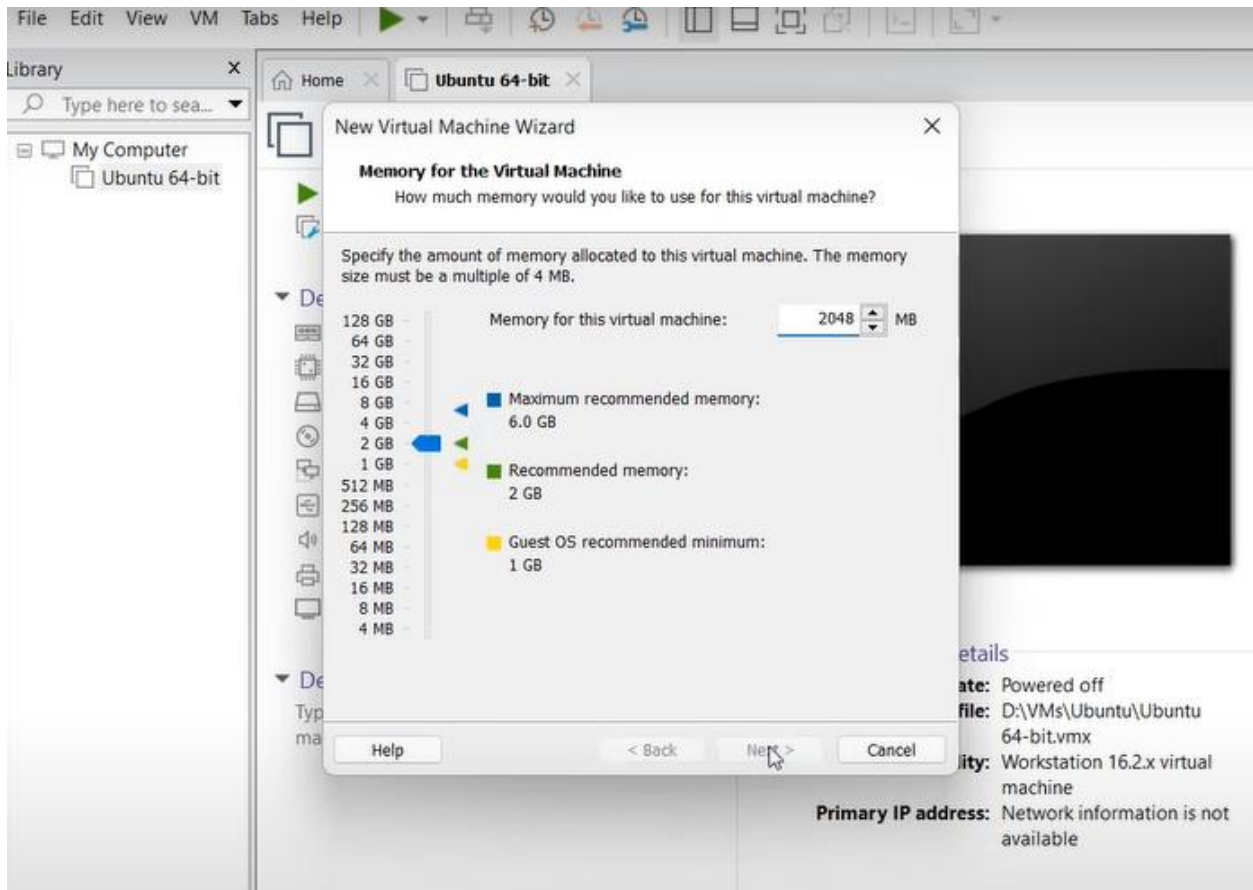 File Edit View VM Tabs Help
Library X
Type here to sea...
My Computer
Ubuntu 64-bit
Home
Ubuntu 64-bit
New Virtual Machine Wizard
Memory for the Virtual Machine
How much memory would you like to use for this virtual machine?
Specify the amount of memory allocated to this virtual machine. The memory
size must be a multiple of 4 MB.
Memory for this virtual machine: 2048 MB
128 GB
64 GB
32 GB
16 GB
8 GB
4 GB
2 GB
1 GB
512 MB
256 MB
128 MB
64 MB
32 MB
16 MB
8 MB
4 MB
Maximum recommended memory:
6.0 GB
Recommended memory:
2 GB
Guest OS recommended minimum:
1 GB
Help < Back Next > Cancel
De
De
Typ
ma
etails
ate: Powered off
file: D:\VMs\Ubuntu\Ubuntu
64-bit.vmx
ility: Workstation 16.2.x virtual
machine
Primary IP address: Network information is not
available